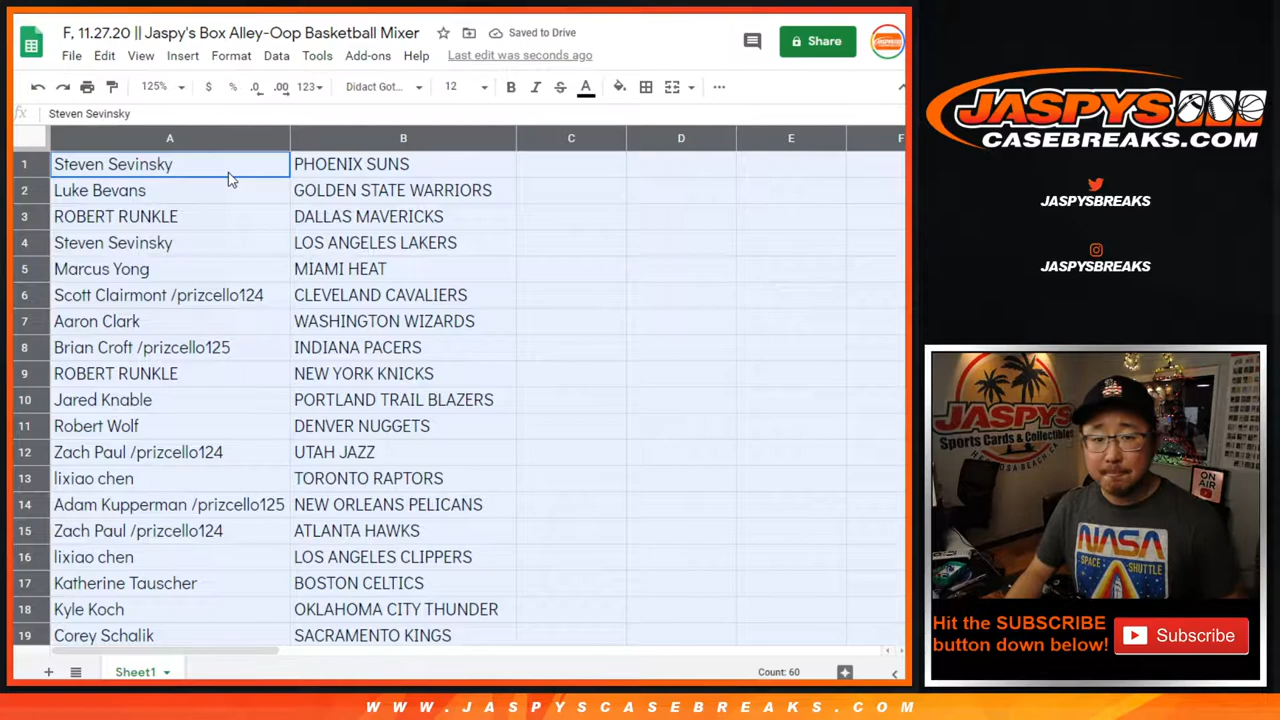 F, 11.27.20 || Jaspy's Box Alley-Oop Basketball Mixer
Saved to Drive
Share
File Edit View Insert Format Data Tools Add-ons Help Last edit was seconds ago
125% $ % .0 .00 123 Didact Got... 12 B I S A
fx Steven Sevinsky
A B C D E F
1 Steven Sevinsky PHOENIX SUNS
2 Luke Bevans GOLDEN STATE WARRIORS
3 ROBERT RUNKLE DALLAS MAVERICKS
4 Steven Sevinsky LOS ANGELES LAKERS
5 Marcus Yong MIAMI HEAT
6 Scott Clairmont /prizcello124 CLEVELAND CAVALIERS
7 Aaron Clark WASHINGTON WIZARDS
8 Brian Croft /prizcello125 INDIANA PACERS
9 ROBERT RUNKLE NEW YORK KNICKS
10 Jared Knable PORTLAND TRAIL BLAZERS
11 Robert Wolf DENVER NUGGETS
12 Zach Paul /prizcello124 UTAH JAZZ
13 lixiao chen TORONTO RAPTORS
14 Adam Kupperman /prizcello125 NEW ORLEANS PELICANS
15 Zach Paul /prizcello124 ATLANTA HAWKS
16 lixiao chen LOS ANGELES CLIPPERS
17 Katherine Tauscher BOSTON CELTICS
18 Kyle Koch OKLAHOMA CITY THUNDER
19 Corey Schalik SACRAMENTO KINGS
Sheet1
Count: 60
JASPYS
CASEBREAKS.COM
JASPYSBREAKS
JASPYSBREAKS
JASPYS
Sports Cards & Collectibles
ON AIR
NASA
SPACE SHUTTLE
Hit the SUBSCRIBE
button down below!
Subscribe
WWW.JASPYSCASEBREAKS.COM